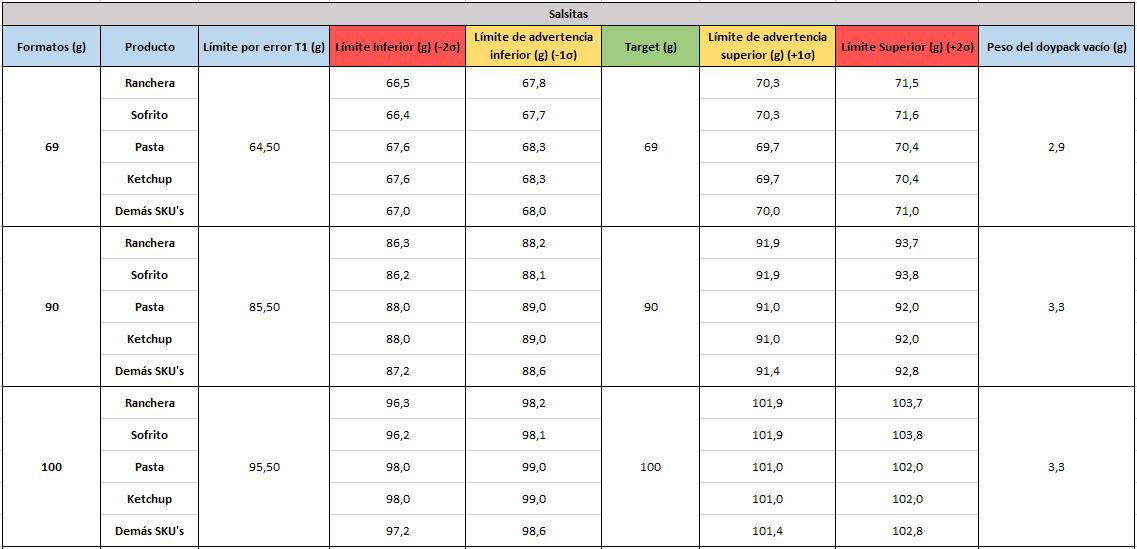 Salsitas
Formatos (g) Producto Límite por error T1 (g) Límite Inferior (g) (-2σ) Límite de advertencia inferior (g) (-1σ) Target (g) Límite de advertencia superior (g) (+1σ) Límite Superior (g) (+2σ) Peso del doypack vacío (g)
Ranchera 66,5 67,8 70,3 71,5
Sofrito 66,4 67,7 70,3 71,6
69 Pasta 64,50 67,6 68,3 69 69,7 70,4 2,9
Ketchup 67,6 68,3 69,7 70,4
Demás SKU's 67,0 68,0 70,0 71,0
Ranchera 86,3 88,2 91,9 93,7
Sofrito 86,2 88,1 91,9 93,8
90 Pasta 85,50 88,0 89,0 90 91,0 92,0 3,3
Ketchup 88,0 89,0 91,0 92,0
Demás SKU's 87,2 88,6 91,4 92,8
Ranchera 96,3 98,2 101,9 103,7
Sofrito 96,2 98,1 101,9 103,8
100 Pasta 95,50 98,0 99,0 100 101,0 102,0 3,3
Ketchup 98,0 99,0 101,0 102,0
Demás SKU's 97,2 98,6 101,4 102,8